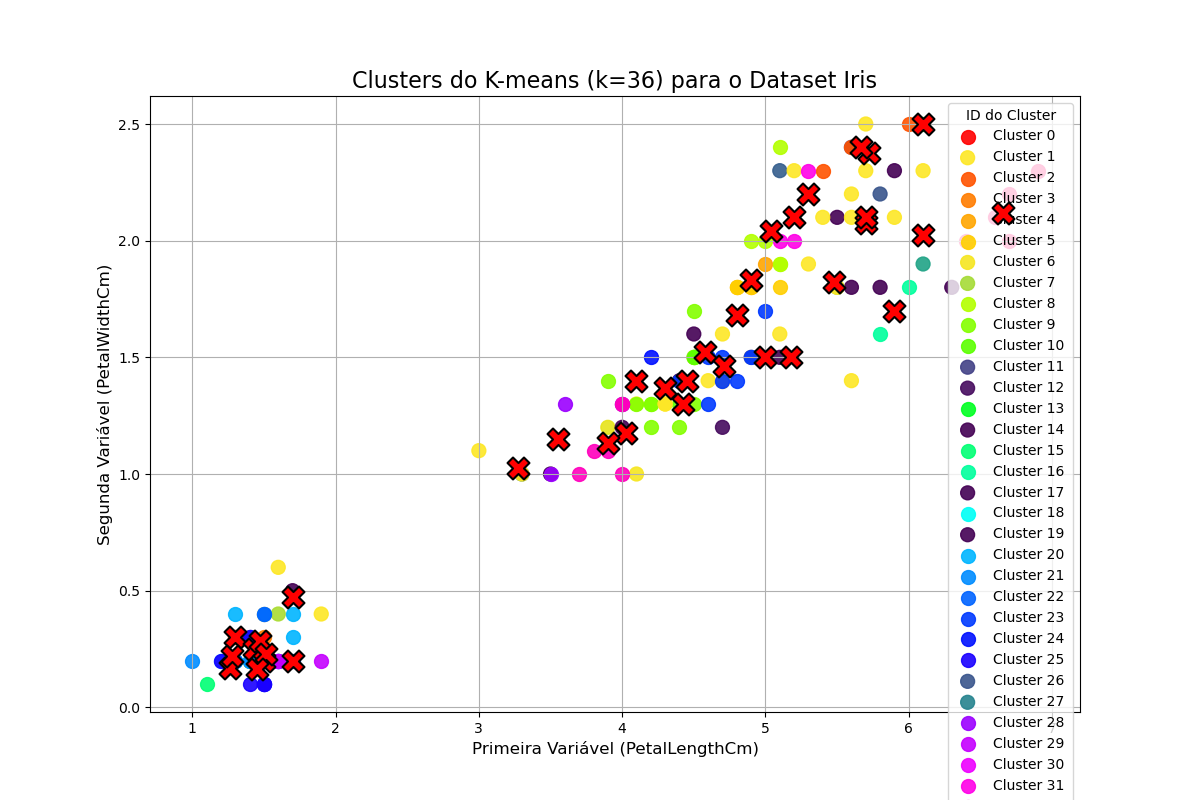 Clusters do K-means (k=36) para o Dataset Iris
Segunda Variável (PetalWidthCm)
2.5
2.0
1.5
1.0
0.5
0.0
1
2
3
4
5
6
7
Primeira Variável (PetalLengthCm)
ID do Cluster
Cluster 0
Cluster 1
Cluster 2
Cluster 3
Cluster 4
Cluster 5
Cluster 6
Cluster 7
Cluster 8
Cluster 9
Cluster 10
Cluster 11
Cluster 12
Cluster 13
Cluster 14
Cluster 15
Cluster 16
Cluster 17
Cluster 18
Cluster 19
Cluster 20
Cluster 21
Cluster 22
Cluster 23
Cluster 24
Cluster 25
Cluster 26
Cluster 27
Cluster 28
Cluster 29
Cluster 30
Cluster 31